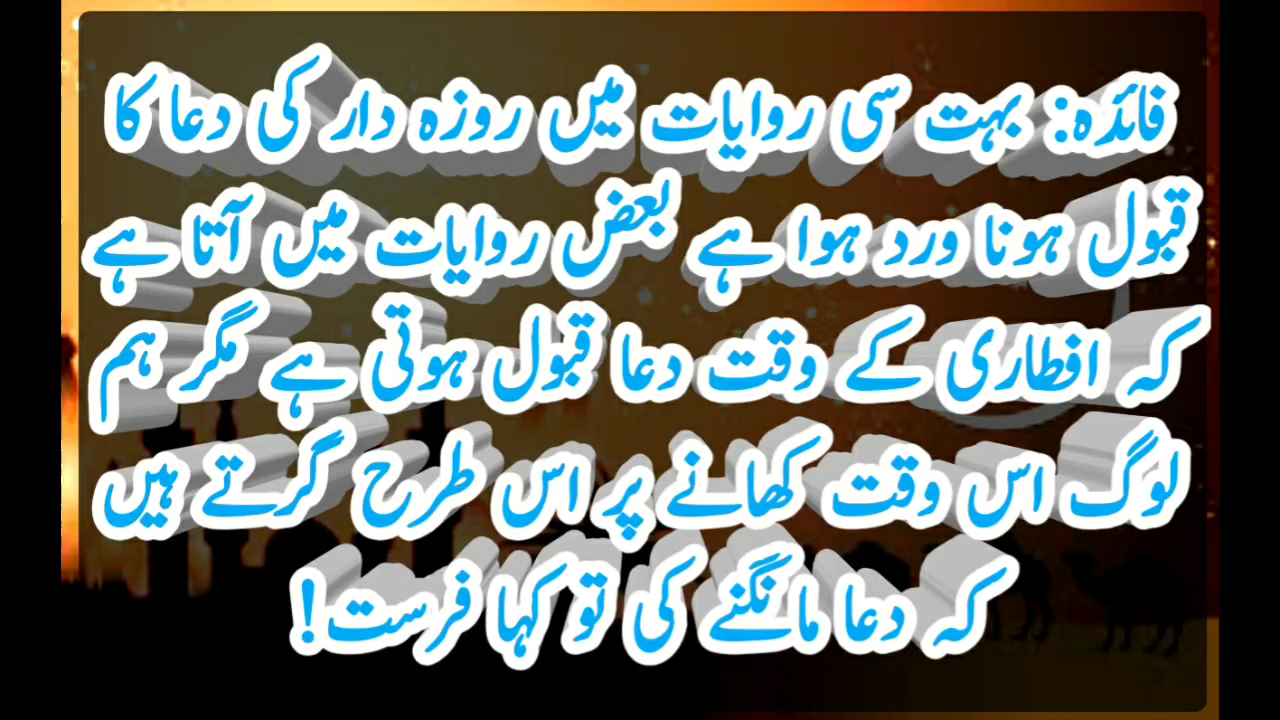 فائدہ: بہت سی روایات میں روزہ دار کی دعا کا
قبول ہونا ورد ہوا ہے بعض روایات میں آتا ہے
کہ افطاری کے وقت دعا قبول ہوتی ہے مگر ہم
لوگ اس وقت کھانے پر اس طرح گرتے ہیں
کہ دعا مانگنے کی تو کہا فرست!